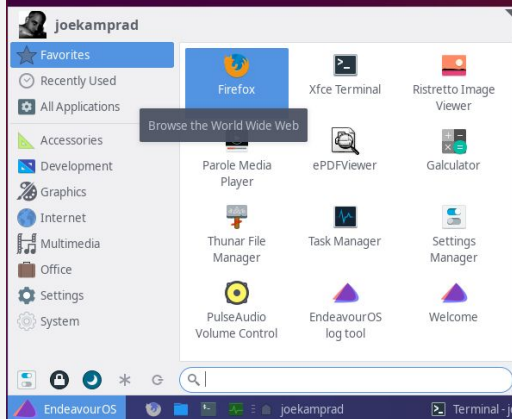 joekamprad
Favorites
Recently Used
All Applications
Accessories
Development
Graphics
Internet
Multimedia
Office
Settings
System
Firefox
Xfce Terminal
Ristretto Image
Viewer
Browse the World Wide Web
Parole Media
Player
ePDFViewer
Galculator
Thunar File
Manager
Task Manager
Settings
Manager
PulseAudio
Volume Control
EndeavourOS
log tool
Welcome
EndeavourOS
joekamprad
Terminal - j